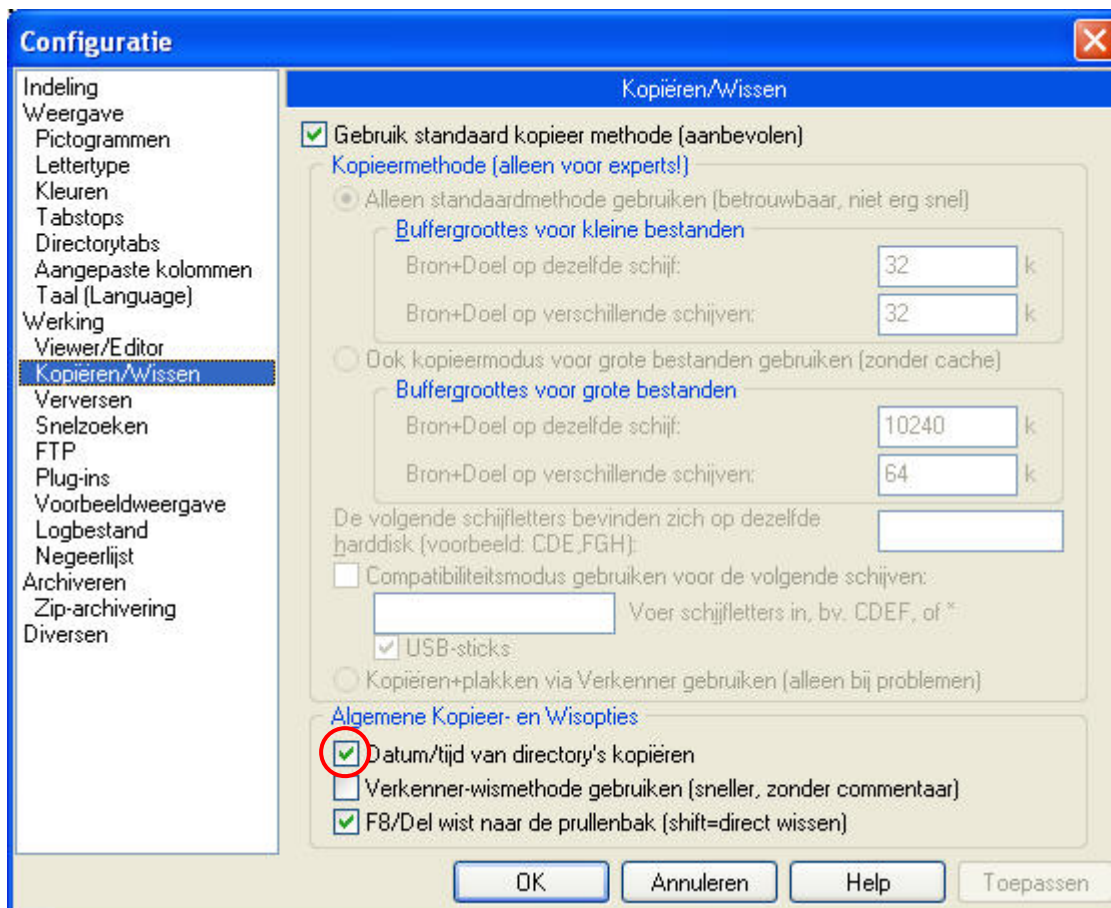 Configuratie
Indeling
Weergave
Pictogrammen
Lettertype
Kleuren
Tabstops
Directorytabs
Aangepaste kolommen
Taal (Language)
Werking
Viewer/Editor
Kopiëren/Wissen
Verversen
Snelzoeken
FTP
Plug-ins
Voorbeeldweergave
Logbestand
Negeerlijst
Archiveren
Zip-archivering
Diversen
Kopiëren/Wissen
Gebruik standaard kopieer methode (aanbevolen)
Kopieermethode (alleen voor experts!)
Alleen standaardmethode gebruiken (betrouwbaar, niet erg snel)
Buffergroottes voor kleine bestanden
Bron+Doel op dezelfde schijf: 32 k
Bron+Doel op verschillende schijven: 32 k
Ook kopieermodus voor grote bestanden gebruiken (zonder cache)
Buffergroottes voor grote bestanden
Bron+Doel op dezelfde schijf: 10240 k
Bron+Doel op verschillende schijven: 64 k
De volgende schijfletters bevinden zich op dezelfde
harddisk (voorbeeld: CDE,FGH):
Compatibiliteitsmodus gebruiken voor de volgende schijven:
Voer schijfletters in, bv. CDEF, of *
USB-sticks
Kopiëren+plakken via Verkenner gebruiken (alleen bij problemen)
Algemene Kopieer- en Wisopties
Datum/tijd van directory's kopiëren
Verkenner-wismethode gebruiken (sneller, zonder commentaar)
F8/Del wist naar de prullenbak (shift=direct wissen)
OK Annuleren Help Toepassen